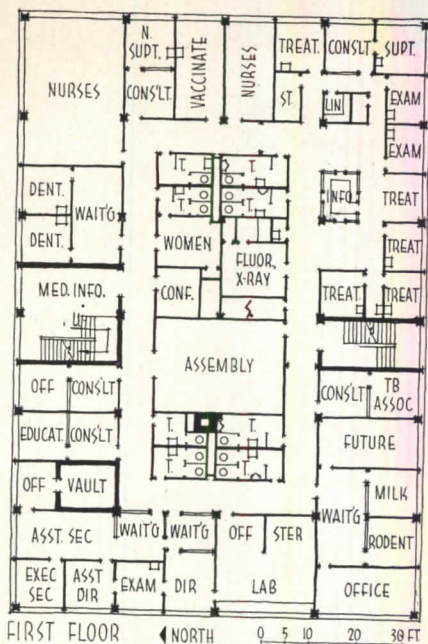 N. SUPT.
CONS'LT.
VACCINATE
NURSES
TREAT.
ST.
CONSL'T
SUPT.
NURSES
LIN
EXAM
EXAM
T.
T.
T.
T.
INFO
TREAT
DENT.
WAIT'G
DENT.
WOMEN
FLUOR,
X-RAY
TREAT
CONF.
TREAT.
TREAT
MED. INFO.
U
ASSEMBLY
OFF
CONS'LT
CONS'LT
TB
ASSOC
EDUCAT.
CONS'LT
T.
T.
T.
T.
FUTURE
OFF
VAULT
MILK
WAIT'G
RODENT
ASST. SEC
WAIT'G
WAIT'G
OFF
STER
EXEC
SEC
ASST
DIR
EXAM
DIR
LAB
OFFICE
FIRST FLOOR
NORTH
0 5 10 20 30 FT